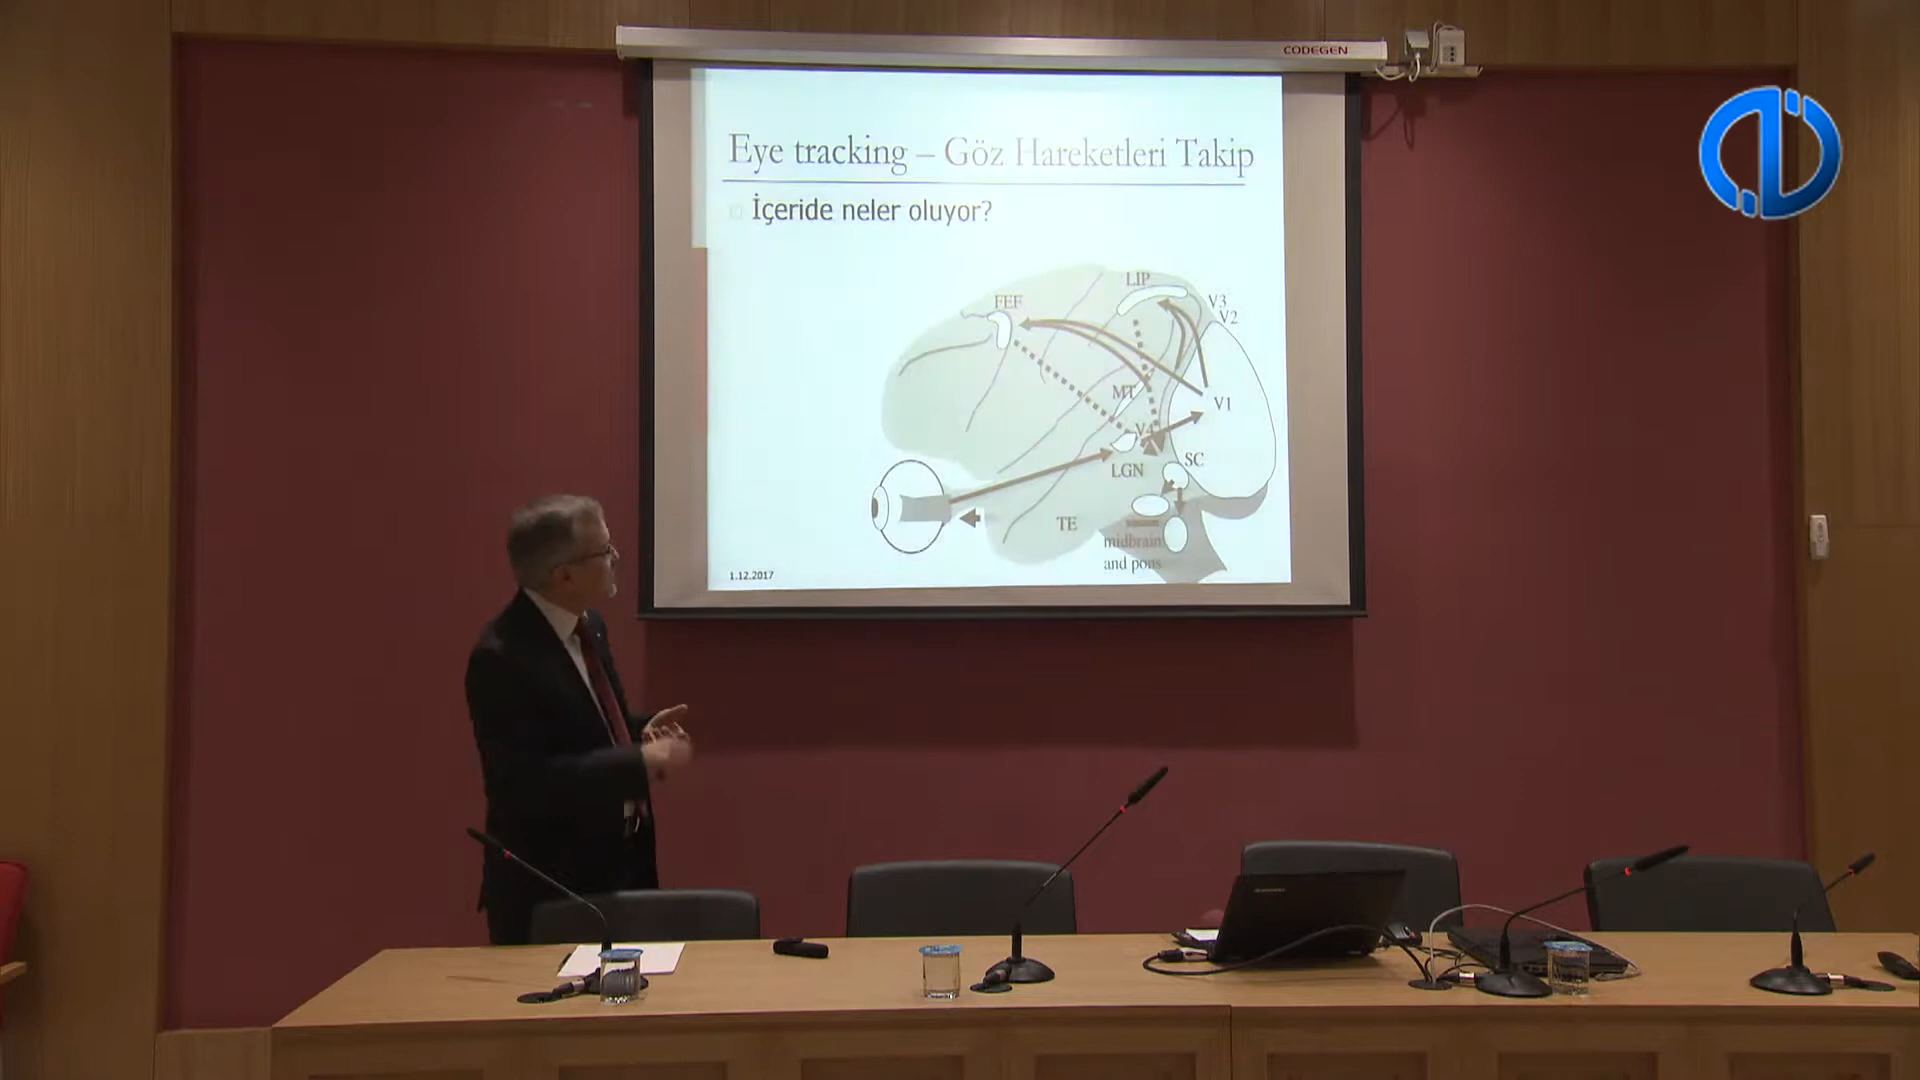 CODEGEN
Eye tracking – Göz Hareketleri Takip
İçeride neler oluyor?
LIP
FEF
V3
V2
MT
V1
V4
LGN
SC
TE
midbrain
and pons
1.12.2017